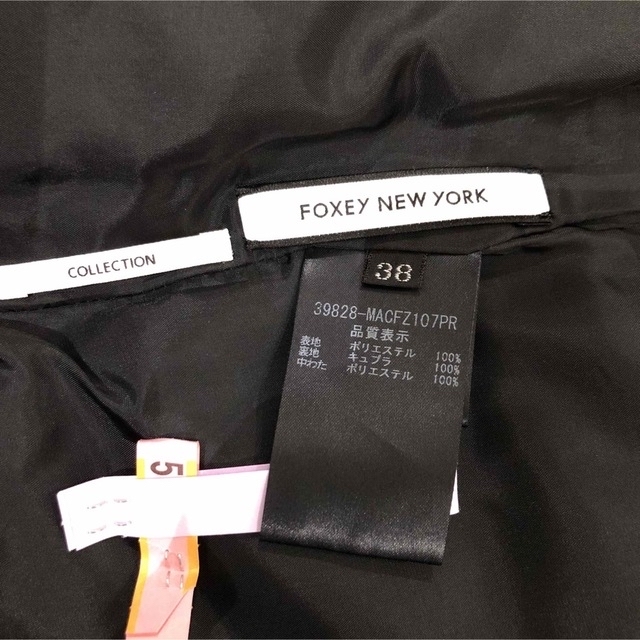 FOXEY NEW YORK
COLLECTION
38
39828-MACFZ107PR
品質表示
表地 ポリエステル 100%
裏地 キュプラ 100%
中わた ポリエステル 100%
5